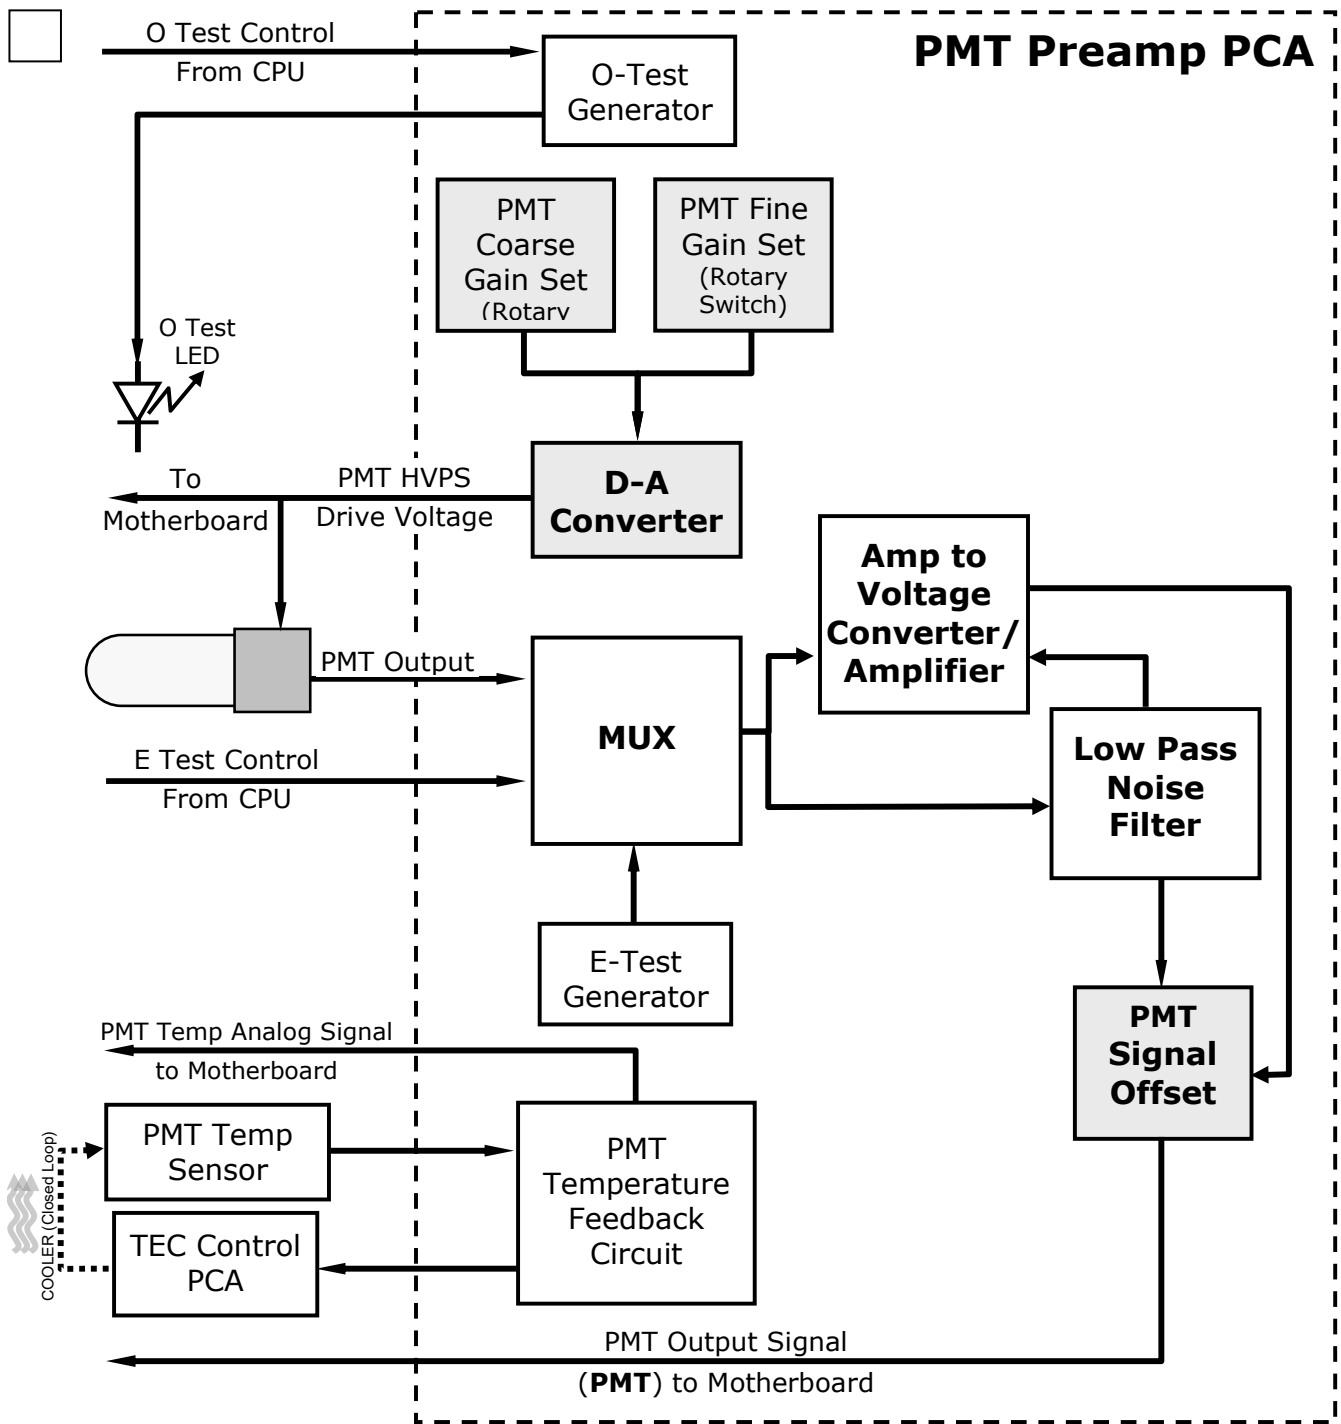 O Test Control
From CPU
PMT Preamp PCA
O-Test
Generator
PMT
Coarse
Gain Set
(Rotary
PMT Fine
Gain Set
(Rotary
Switch)
O Test
LED
To
Motherboard
PMT HVPS
Drive Voltage
D-A
Converter
Amp to
Voltage
Converter/
Amplifier
PMT Output
MUX
Low Pass
Noise
Filter
E Test Control
From CPU
E-Test
Generator
PMT
Signal
Offset
PMT Temp Analog Signal
to Motherboard
PMT Temp
Sensor
PMT
Temperature
Feedback
Circuit
TEC Control
PCA
COOLER (Closed Loop)
PMT Output Signal
(PMT) to Motherboard